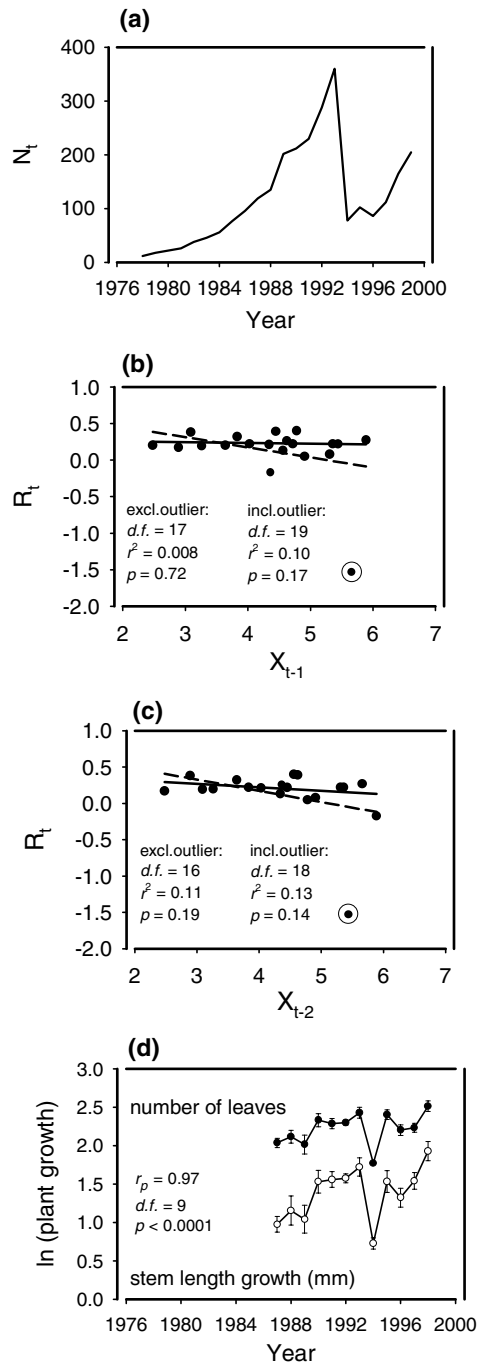 (a)
400
300
200
100
0
N_t
1976 1980 1984 1988 1992 1996 2000
Year
(b)
1.0
0.5
0.0
-0.5
-1.0
-1.5
-2.0
R_t
excl.outlier: incl.outlier:
d.f. = 17 d.f. = 19
r² = 0.008 r² = 0.10
p = 0.72 p = 0.17
2 3 4 5 6 7
X_t-1
(c)
1.0
0.5
0.0
-0.5
-1.0
-1.5
-2.0
R_t
excl.outlier: incl.outlier:
d.f. = 16 d.f. = 18
r² = 0.11 r² = 0.13
p = 0.19 p = 0.14
2 3 4 5 6 7
X_t-2
(d)
3.0
2.5
2.0
1.5
1.0
0.5
0.0
ln (plant growth)
number of leaves
r_p = 0.97
d.f. = 9
p < 0.0001
stem length growth (mm)
1976 1980 1984 1988 1992 1996 2000
Year